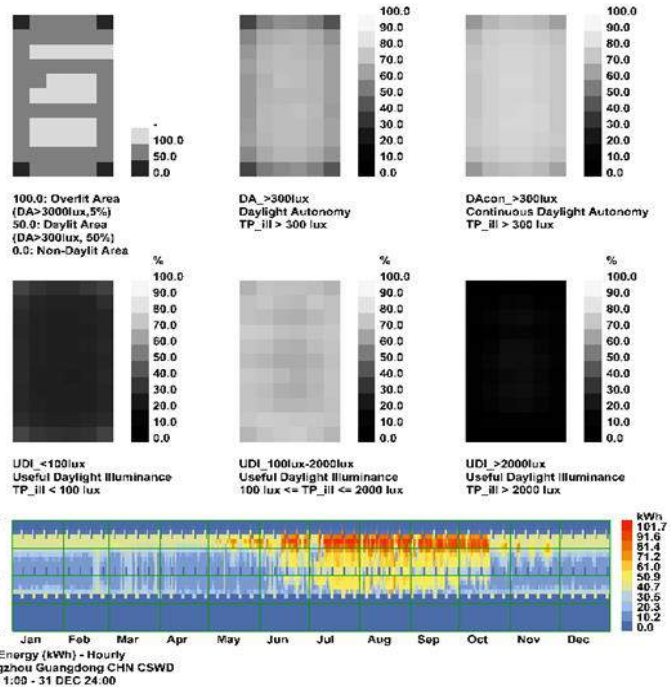 100.0
90.0
80.0
70.0
60.0
50.0
40.0
30.0
20.0
10.0
0.0
100.0
90.0
80.0
70.0
60.0
50.0
40.0
30.0
20.0
10.0
0.0
-
100.0
50.0
0.0
100.0: Overlit Area
(DA>3000lux,5%)
50.0: Daylit Area
(DA>300lux, 50%)
0.0: Non-Daylit Area
DA_>300lux
Daylight Autonomy
TP_ill > 300 lux
DAcon_>300lux
Continuous Daylight Autonomy
TP_ill > 300 lux
%
100.0
90.0
80.0
70.0
60.0
50.0
40.0
30.0
20.0
10.0
0.0
%
100.0
90.0
80.0
70.0
60.0
50.0
40.0
30.0
20.0
10.0
0.0
%
100.0
90.0
80.0
70.0
60.0
50.0
40.0
30.0
20.0
10.0
0.0
UDI_<100lux
Useful Daylight Illuminance
TP_ill < 100 lux
UDI_100lux-2000lux
Useful Daylight Illuminance
100 lux <= TP_ill <= 2000 lux
UDI_>2000lux
Useful Daylight Illuminance
TP_ill > 2000 lux
kWh
101.7
91.6
81.4
71.2
61.0
50.9
40.7
30.5
20.3
10.2
0.0
Jan Feb Mar Apr May Jun Jul Aug Sep Oct Nov Dec
Energy (kWh) - Hourly
gzhou Guangdong CHN CSWD
1:00 - 31 DEC 24:00